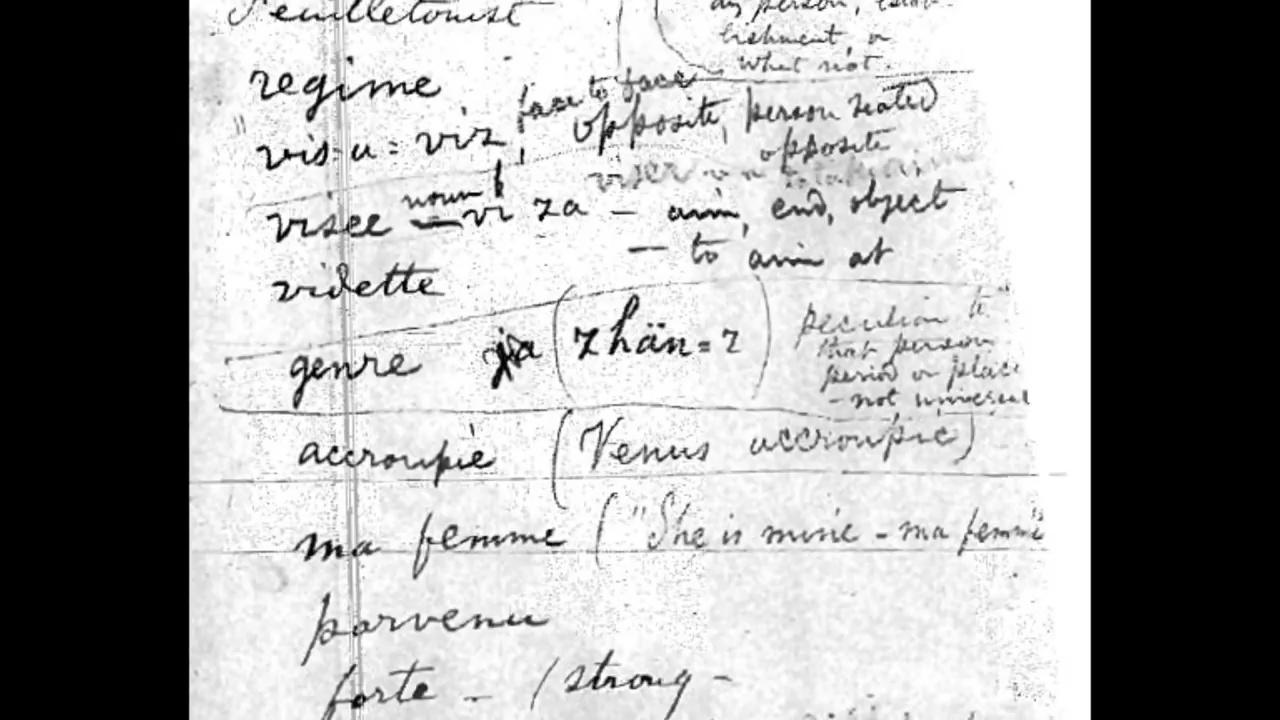 Feuilletonist
any person, estab-
lishment, or
what not.
regime
face to face
vis-a = viz, opposite, person seated
opposite
viser
noun
visee — vi za — aim, end, object
— to aim at
vidette
genre (zhän=r)
peculiar to
that person
period or place
- not universal
accroupie (Venus accroupie)
ma femme ("She is mine - ma femme
parvenu
forte - (strong -